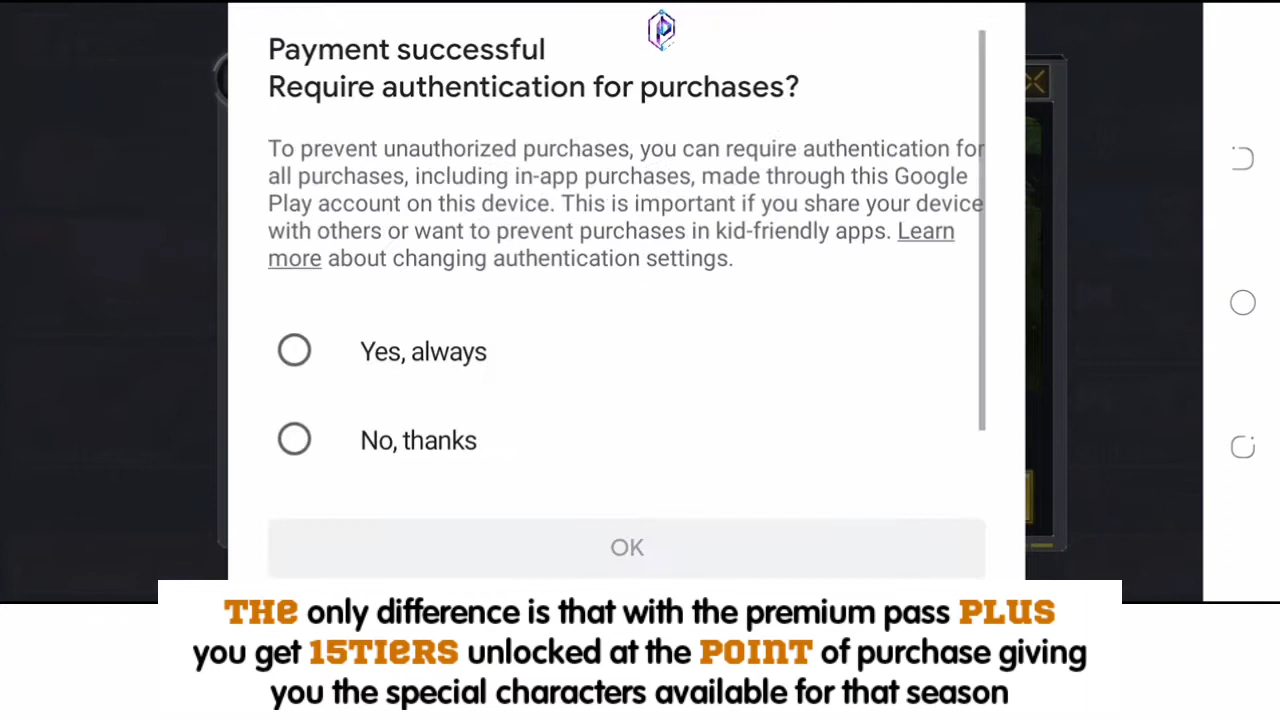 Payment successful
Require authentication for purchases?
To prevent unauthorized purchases, you can require authentication for
all purchases, including in-app purchases, made through this Google
Play account on this device. This is important if you share your device
with others or want to prevent purchases in kid-friendly apps. Learn
more about changing authentication settings.
Yes, always
No, thanks
OK
THE only difference is that with the premium pass PLUS
you get 15TIERS unlocked at the POINT of purchase giving
you the special characters available for that season